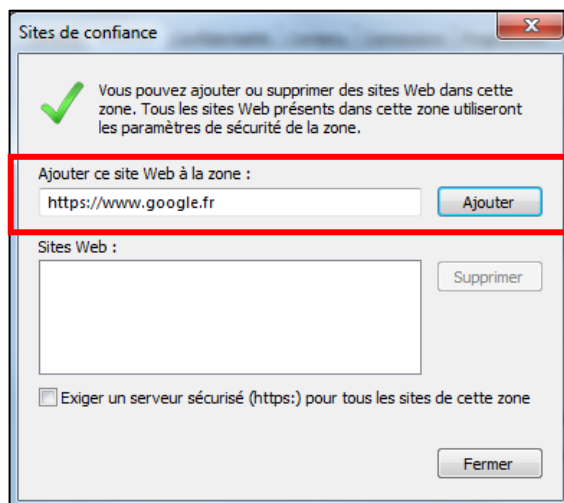 Sites de confiance
Vous pouvez ajouter ou supprimer des sites Web dans cette
zone. Tous les sites Web présents dans cette zone utiliseront
les paramètres de sécurité de la zone.
Ajouter ce site Web à la zone :
https://www.google.fr
Ajouter
Sites Web :
Supprimer
Exiger un serveur sécurisé (https:) pour tous les sites de cette zone
Fermer